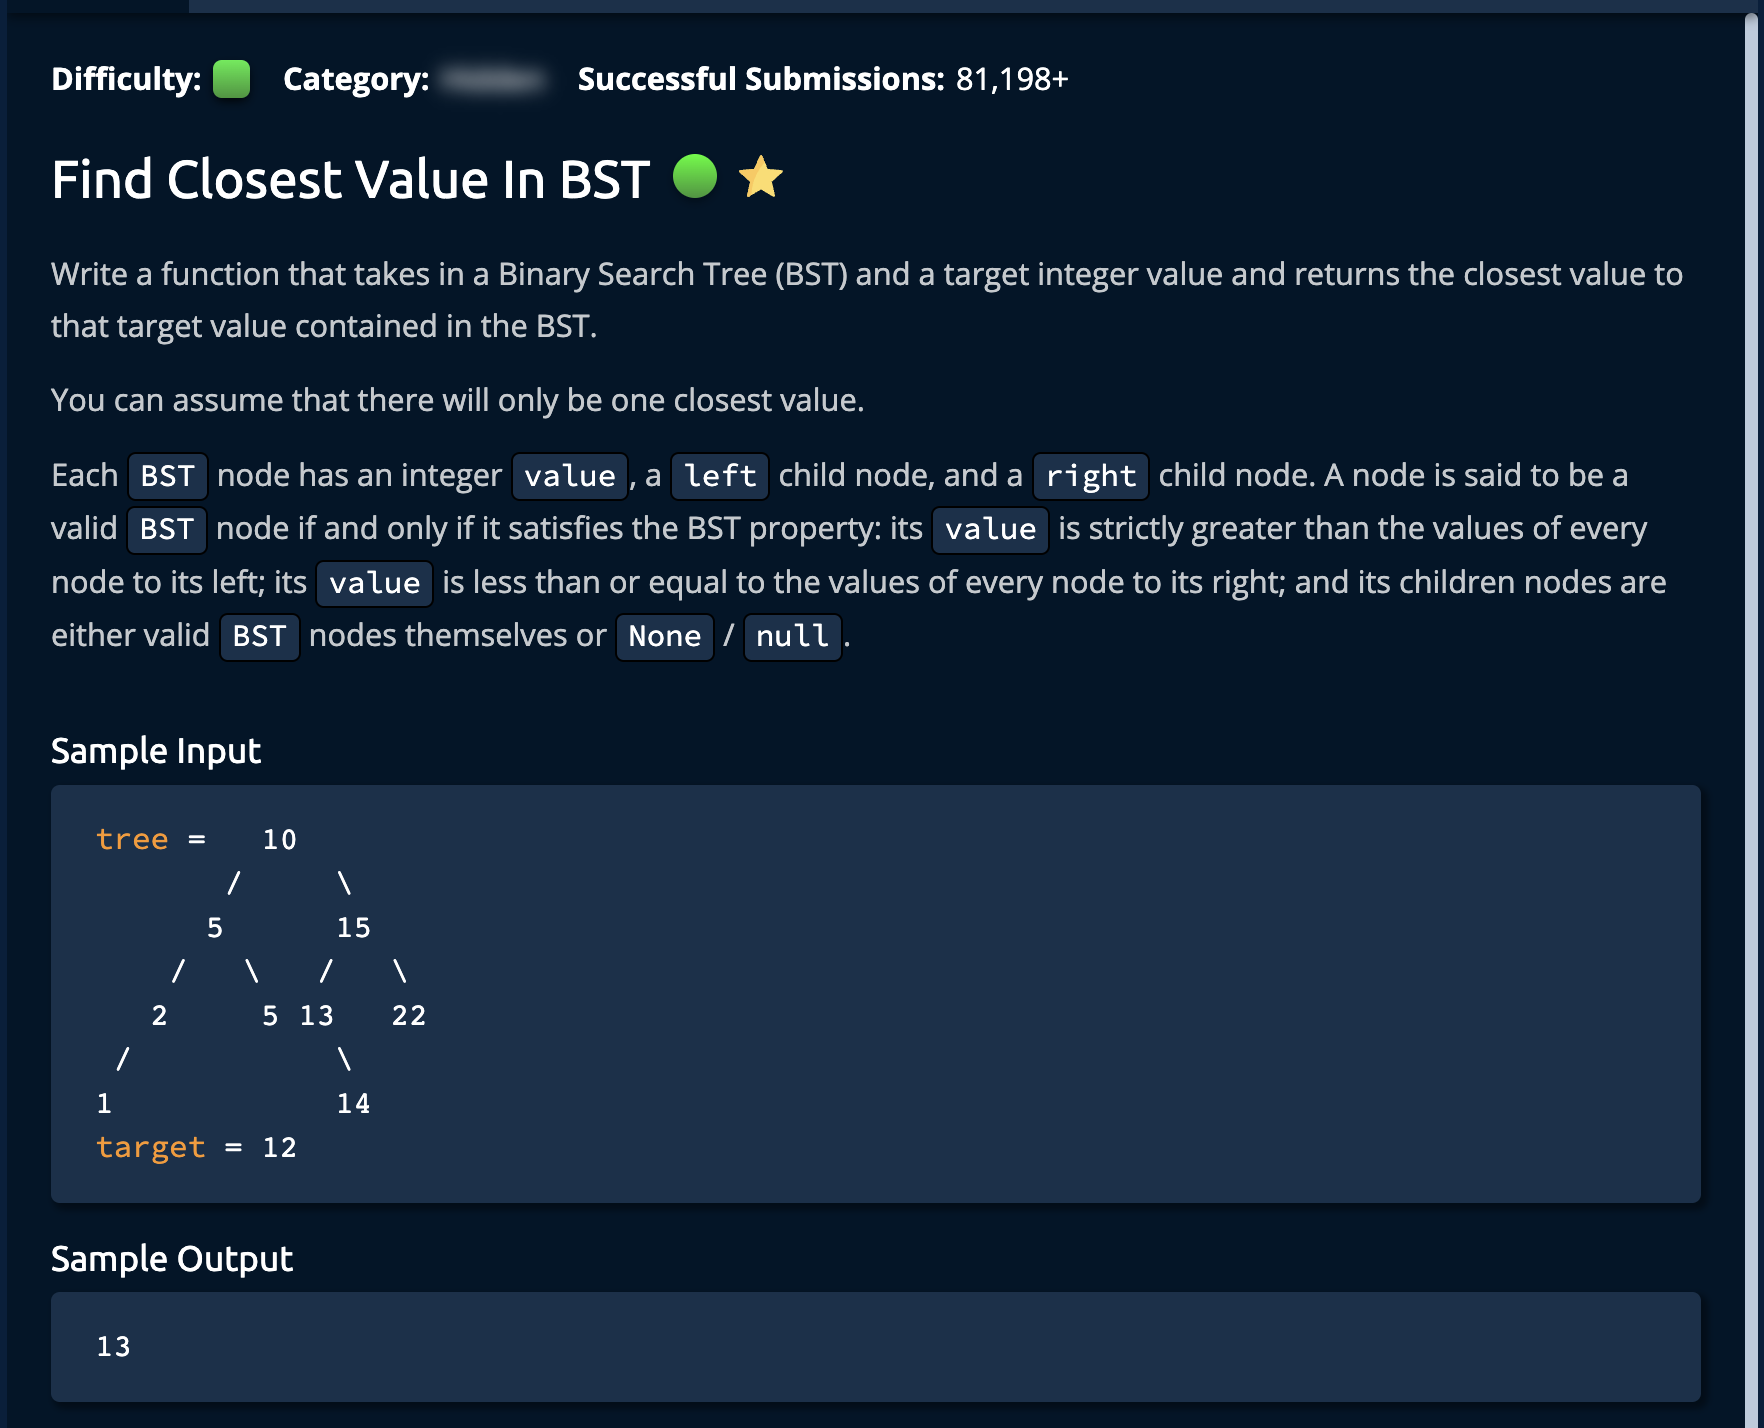 Difficulty: Category: Successful Submissions: 81,198+
Find Closest Value In BST
Write a function that takes in a Binary Search Tree (BST) and a target integer value and returns the closest value to
that target value contained in the BST.
You can assume that there will only be one closest value.
Each BST node has an integer value, a left child node, and a right child node. A node is said to be a
valid BST node if and only if it satisfies the BST property: its value is strictly greater than the values of every
node to its left; its value is less than or equal to the values of every node to its right; and its children nodes are
either valid BST nodes themselves or None / null.
Sample Input
tree =   10
       /     \
      5      15
    /   \   /   \
   2     5 13   22
 /           \
1            14
target = 12
Sample Output
13